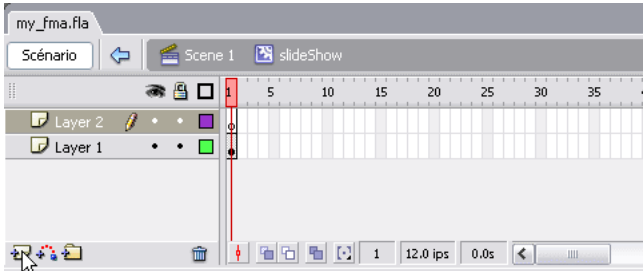 my_fma.fla
Scénario Scene 1 slideShow
1 5 10 15 20 25 30 35
Layer 2
Layer 1
1 12.0 ips 0.0s